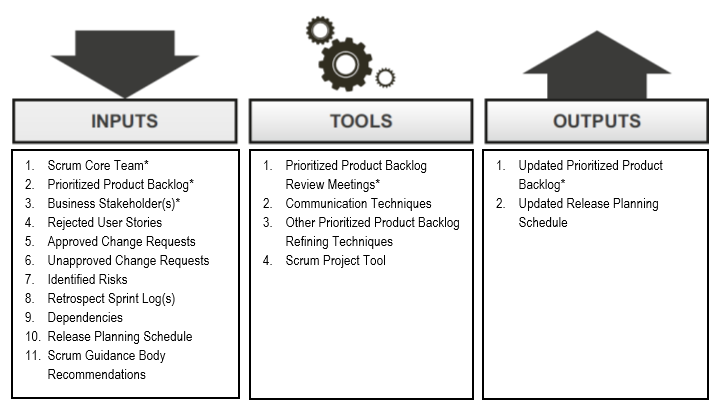 INPUTS
1. Scrum Core Team*
2. Prioritized Product Backlog*
3. Business Stakeholder(s)*
4. Rejected User Stories
5. Approved Change Requests
6. Unapproved Change Requests
7. Identified Risks
8. Retrospect Sprint Log(s)
9. Dependencies
10. Release Planning Schedule
11. Scrum Guidance Body
Recommendations
TOOLS
1. Prioritized Product Backlog
Review Meetings*
2. Communication Techniques
3. Other Prioritized Product Backlog
Refining Techniques
4. Scrum Project Tool
OUTPUTS
1. Updated Prioritized Product
Backlog*
2. Updated Release Planning
Schedule